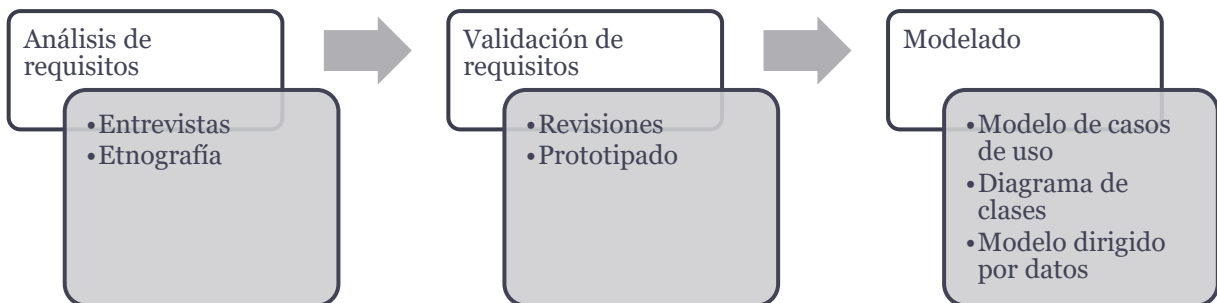 Análisis de
requisitos
•Entrevistas
•Etnografía
Validación de
requisitos
•Revisiones
•Prototipado
Modelado
•Modelo de casos
de uso
•Diagrama de
clases
•Modelo dirigido
por datos